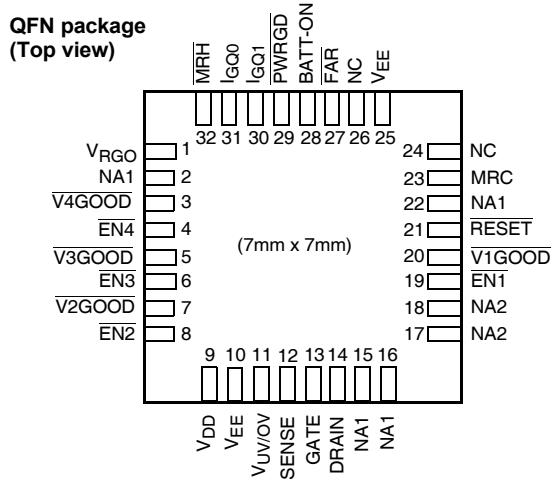 QFN package
(Top view)
MRH IGQ0 IGQ1 PWRGD BATT-ON FAR NC VEE
32 31 30 29 28 27 26 25
VRGO 1
NA1 2
V4GOOD 3
EN4 4
V3GOOD 5
EN3 6
V2GOOD 7
EN2 8
(7mm x 7mm)
24 NC
23 MRC
22 NA1
21 RESET
20 V1GOOD
19 EN1
18 NA2
17 NA2
9 10 11 12 13 14 15 16
VDD VEE VUV/OV SENSE GATE DRAIN NA1 NA1